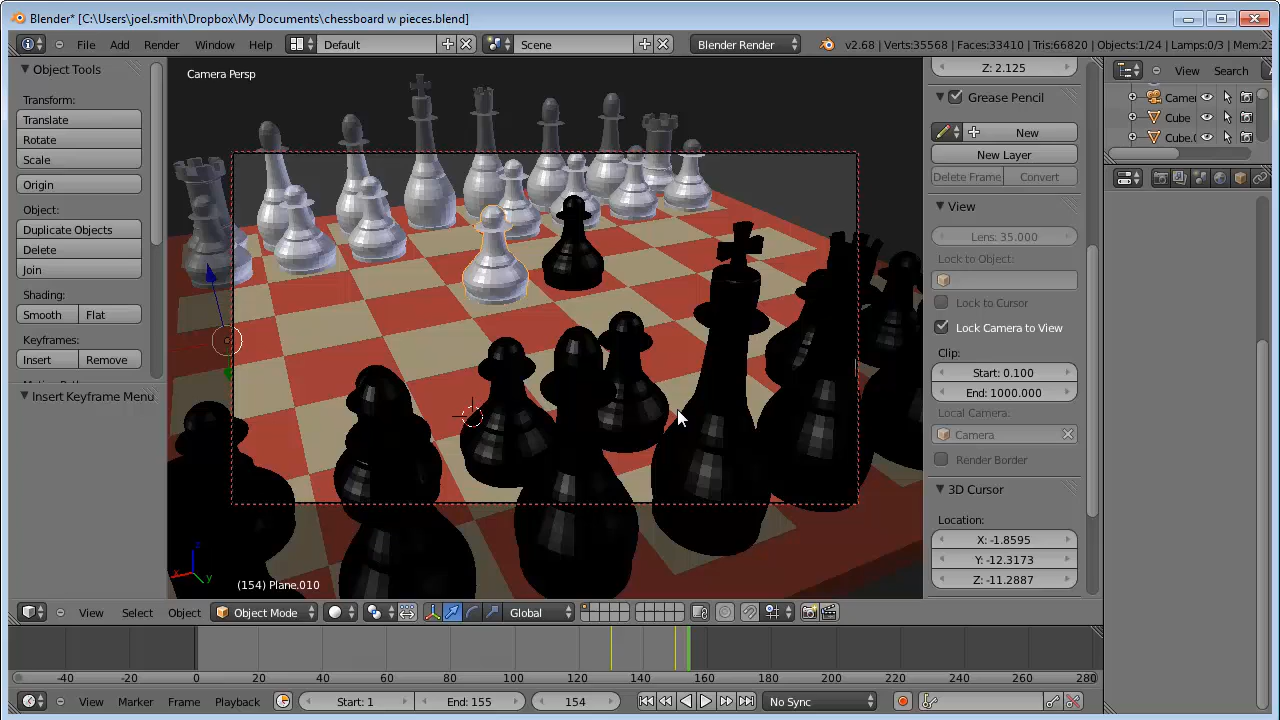 Blender* [C:\Users\joel.smith\Dropbox\My Documents\chessboard w pieces.blend]
File Add Render Window Help Default Scene Blender Render v2.68 | Verts:35568 | Faces:33410 | Tris:66820 | Objects:1/24 | Lamps:0/3 | Mem:23
Object Tools
Transform:
Translate
Rotate
Scale
Origin
Object:
Duplicate Objects
Delete
Join
Shading:
Smooth Flat
Keyframes:
Insert Remove
Insert Keyframe Menu
Camera Persp
(154) Plane.010
Z: 2.125
Grease Pencil
New
New Layer
Delete Frame Convert
View
Lens: 35.000
Lock to Object:
Lock to Cursor
Lock Camera to View
Clip:
Start: 0.100
End: 1000.000
Local Camera:
Camera
Render Border
3D Cursor
Location:
X: -1.8595
Y: -12.3173
Z: -11.2887
View Search
Camer
Cube
Cube.(
View Select Object Object Mode Global
-40 -20 0 20 40 60 80 100 120 140 160 180 200 220 240 260 280
View Marker Frame Playback Start: 1 End: 155 154 No Sync